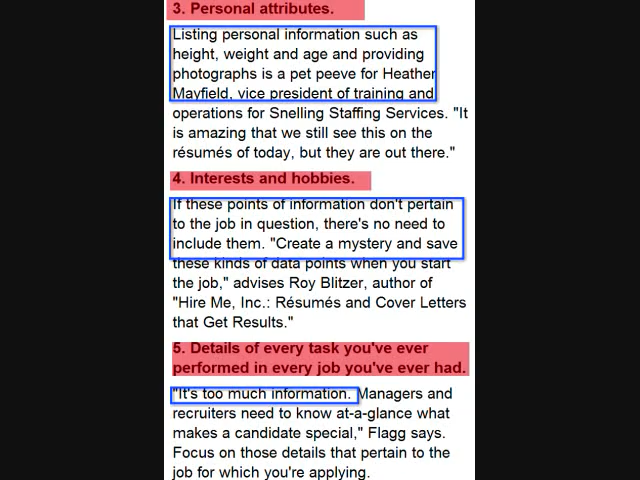 3. Personal attributes.
Listing personal information such as
height, weight and age and providing
photographs is a pet peeve for Heather
Mayfield, vice president of training and
operations for Snelling Staffing Services. "It
is amazing that we still see this on the
résumés of today, but they are out there."
4. Interests and hobbies.
If these points of information don't pertain
to the job in question, there's no need to
include them. "Create a mystery and save
these kinds of data points when you start
the job," advises Roy Blitzer, author of
"Hire Me, Inc.: Résumés and Cover Letters
that Get Results."
5. Details of every task you've ever
performed in every job you've ever had.
"It's too much information. Managers and
recruiters need to know at-a-glance what
makes a candidate special," Flagg says.
Focus on those details that pertain to the
job for which you're applying.